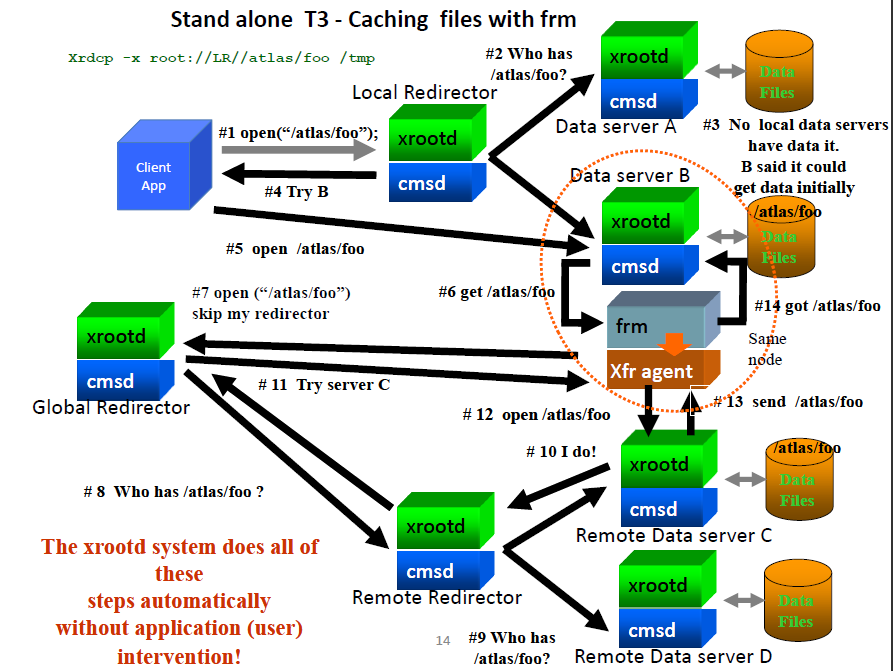 Stand alone T3 - Caching files with frm
Xrdcp -x root://LR//atlas/foo /tmp
#2 Who has
/atlas/foo?
xrootd
cmsd
Data
Files
Data server A
Local Redirector
xrootd
cmsd
#1 open(“/atlas/foo”);
#4 Try B
Client
App
#3 No local data servers
have data it.
B said it could
get data initially
Data server B
xrootd
cmsd
/atlas/foo
Data
Files
#5 open /atlas/foo
#6 get /atlas/foo
#7 open (“/atlas/foo”)
skip my redirector
frm
Xfr agent
#14 got /atlas/foo
Same
node
xrootd
cmsd
Global Redirector
# 11 Try server C
# 12 open /atlas/foo
# 13 send /atlas/foo
# 10 I do!
xrootd
cmsd
/atlas/foo
Data
Files
Remote Data server C
# 8 Who has /atlas/foo ?
xrootd
cmsd
Remote Redirector
The xrootd system does all of
these
steps automatically
without application (user)
intervention!
14
#9 Who has
/atlas/foo?
xrootd
cmsd
Data
Files
Remote Data server D